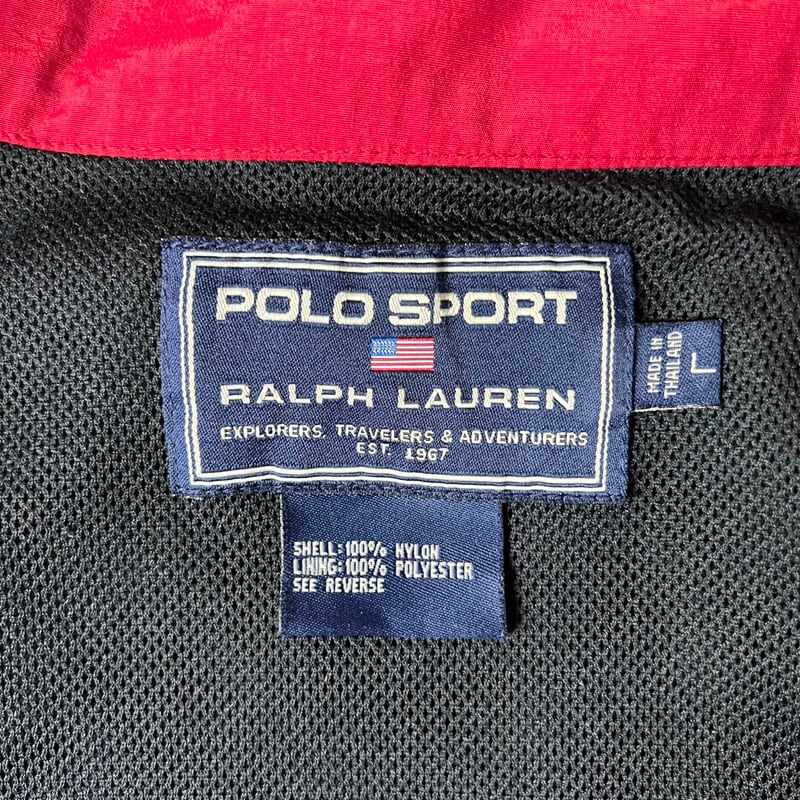 POLO SPORT
RALPH LAUREN
EXPLORERS, TRAVELERS & ADVENTURERS
EST. 1967
MADE IN
THAILAND
L
SHELL: 100% NYLON
LINING: 100% POLYESTER
SEE REVERSE